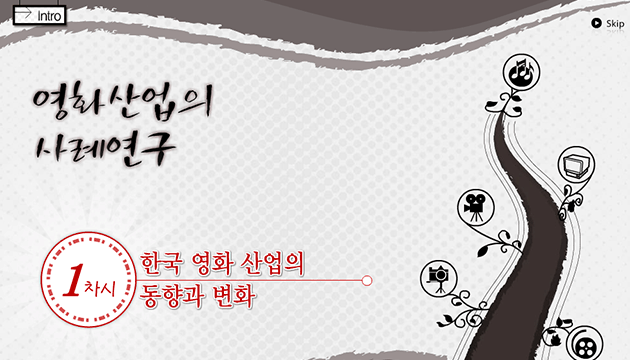 Intro
Skip
영화산업의
사례연구
1차시
한국 영화 산업의
동향과 변화